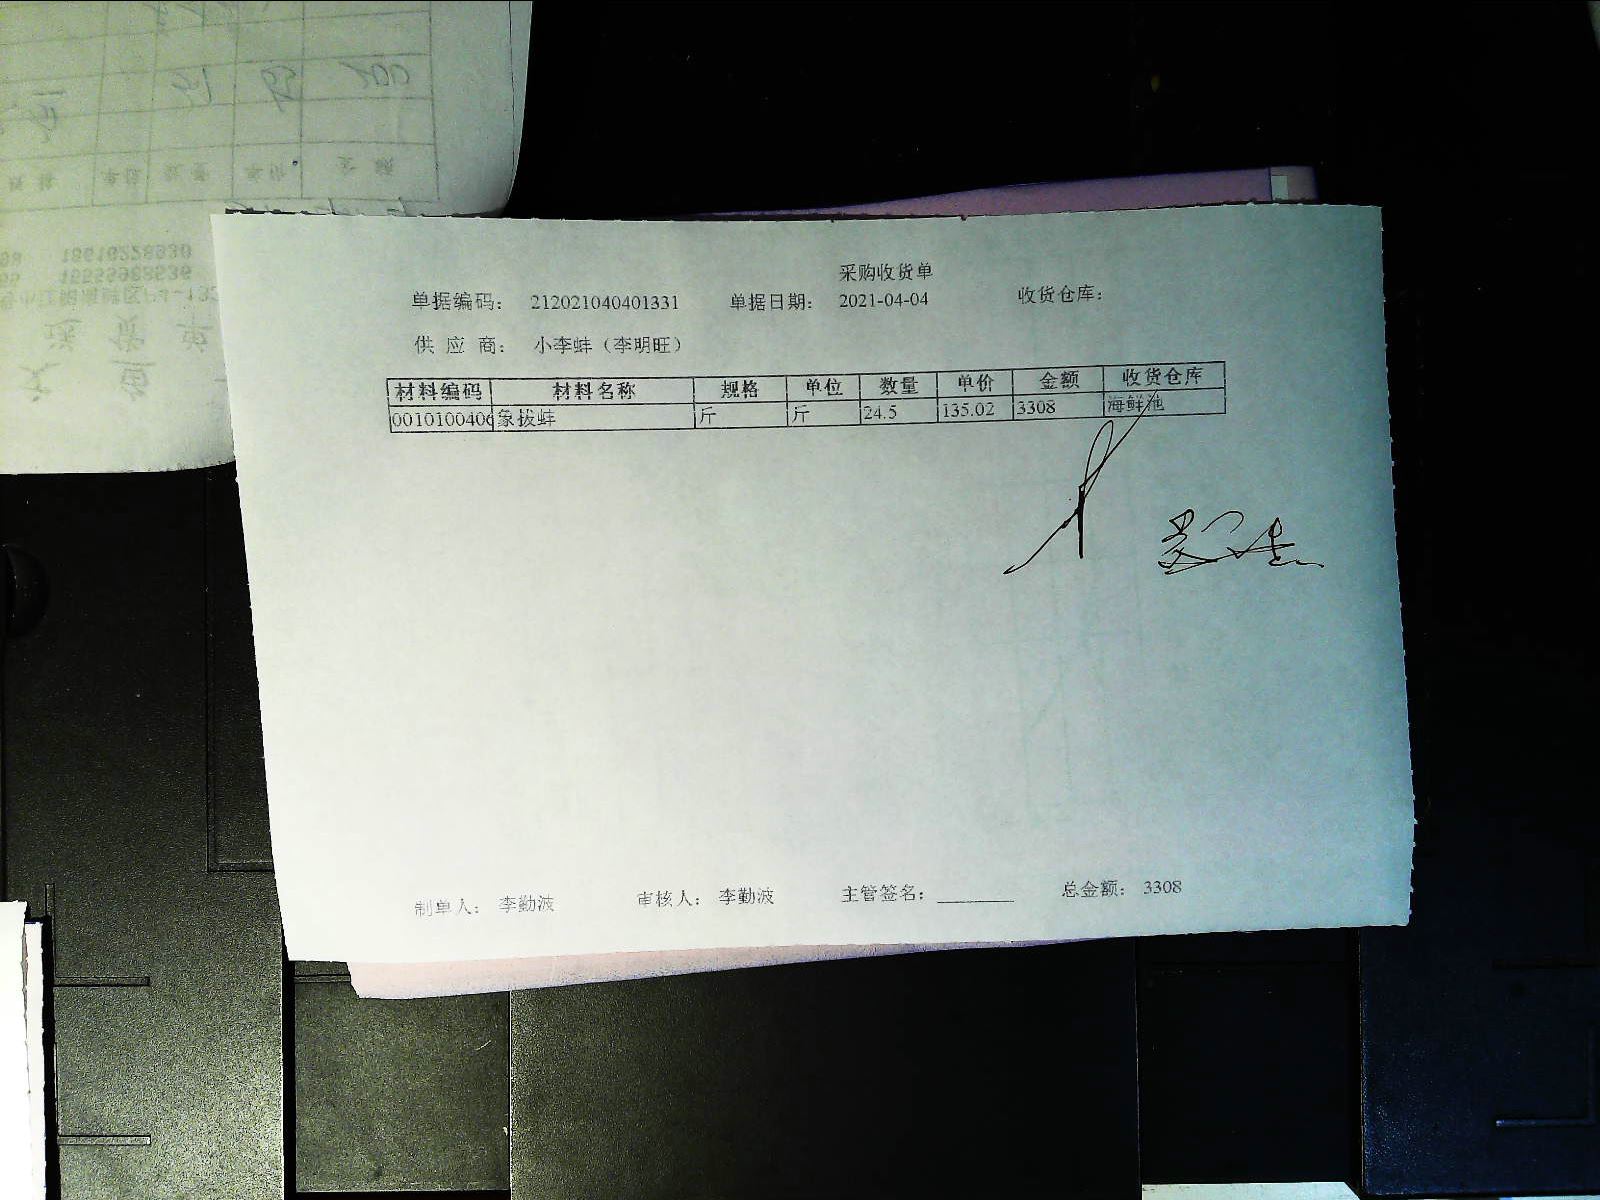 采购收货单
单据编码： 212021040401331 单据日期： 2021-04-04 收货仓库：
供 应 商： 小李蚌（李明旺）
材料编码 材料名称 规格 单位 数量 单价 金额 收货仓库
0010100406 象拔蚌 斤 斤 24.5 135.02 3308 海鲜池
制单人： 李勤波 审核人： 李勤波 主管签名：________ 总金额： 3308